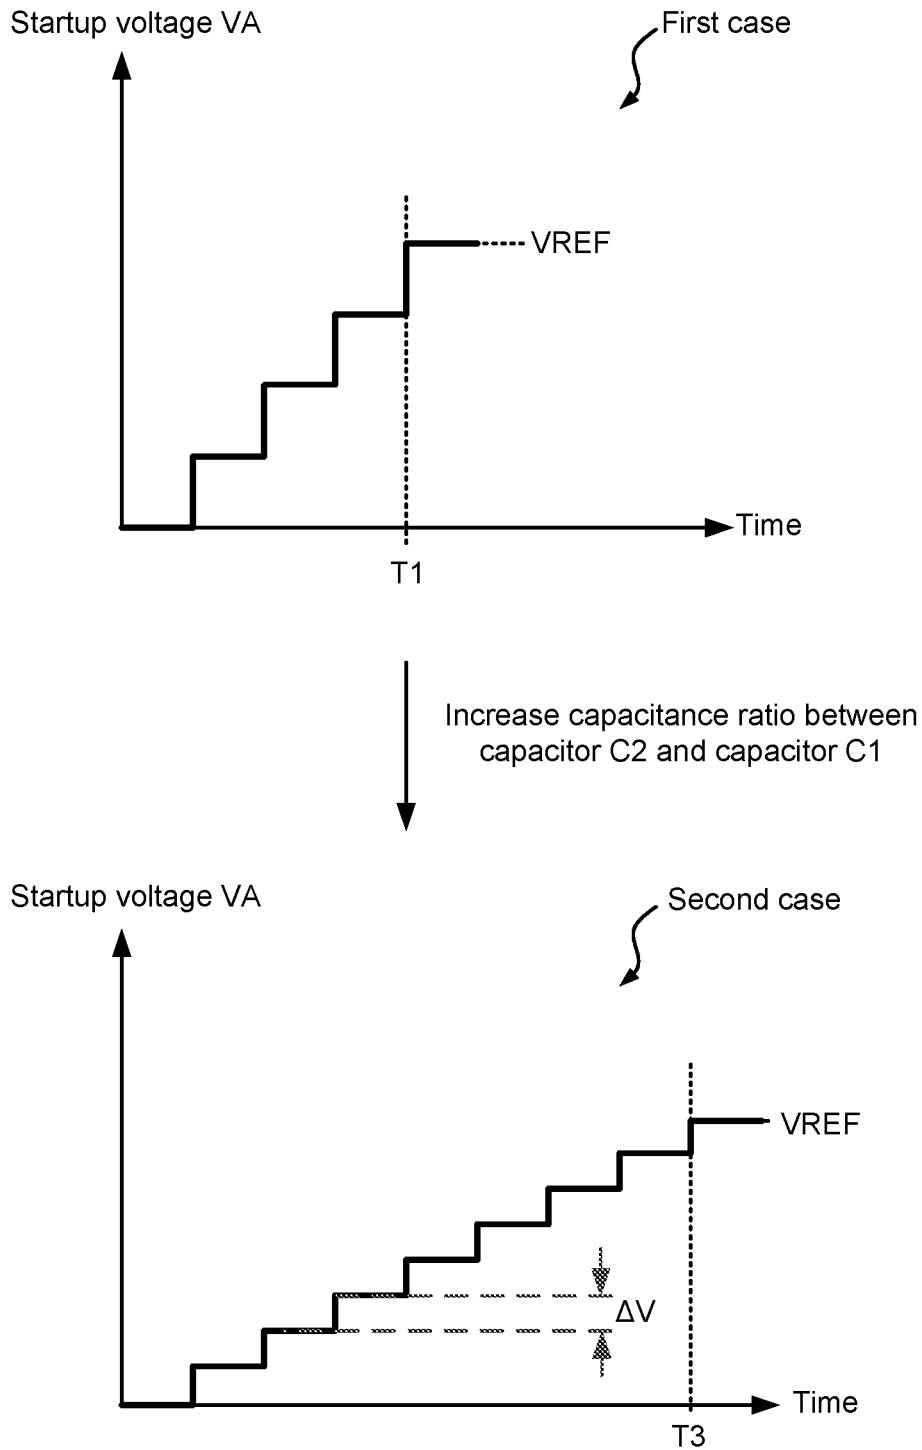 Startup voltage VA
First case
VREF
Time
T1
Increase capacitance ratio between
capacitor C2 and capacitor C1
Startup voltage VA
Second case
VREF
ΔV
Time
T3